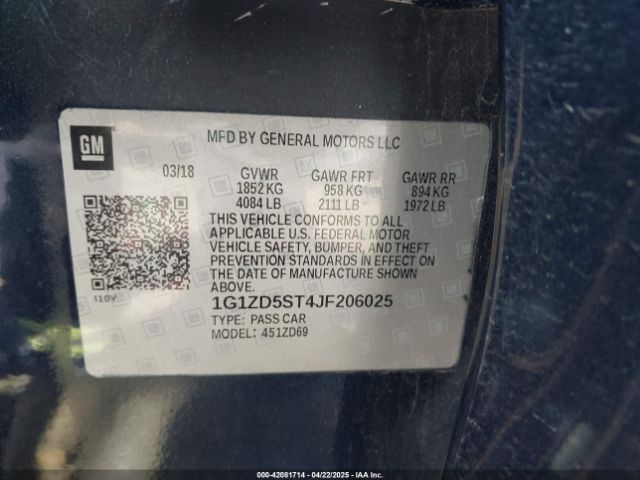 GM
MFD BY GENERAL MOTORS LLC
03/18 GVWR GAWR FRT GAWR RR
1852 KG 958 KG 894 KG
4084 LB 2111 LB 1972 LB
THIS VEHICLE CONFORMS TO ALL
APPLICABLE U.S. FEDERAL MOTOR
VEHICLE SAFETY, BUMPER, AND THEFT
PREVENTION STANDARDS IN EFFECT ON
THE DATE OF MANUFACTURE SHOWN
ABOVE.
110Y
1G1ZD5ST4JF206025
TYPE: PASS CAR
MODEL: 451ZD69
000-42081714 - 04/22/2025 - IAA Inc.